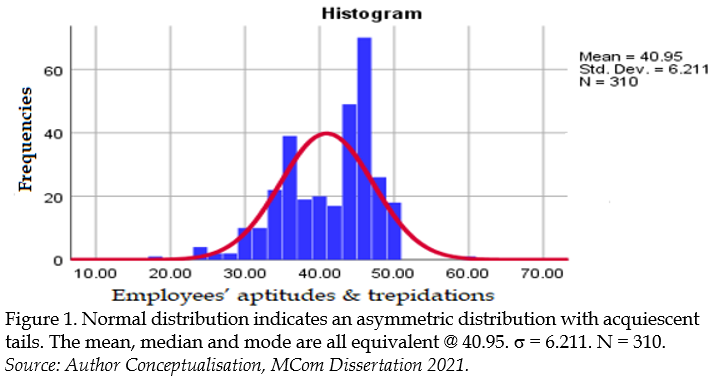 Histogram
Mean = 40.95
Std. Dev. = 6.211
N = 310
Frequencies
60
40
20
0
10.00 20.00 30.00 40.00 50.00 60.00 70.00
Employees' aptitudes & trepidations
Figure 1. Normal distribution indicates an asymmetric distribution with acquiescent
tails. The mean, median and mode are all equivalent @ 40.95. σ = 6.211. N = 310.
Source: Author Conceptualisation, MCom Dissertation 2021.